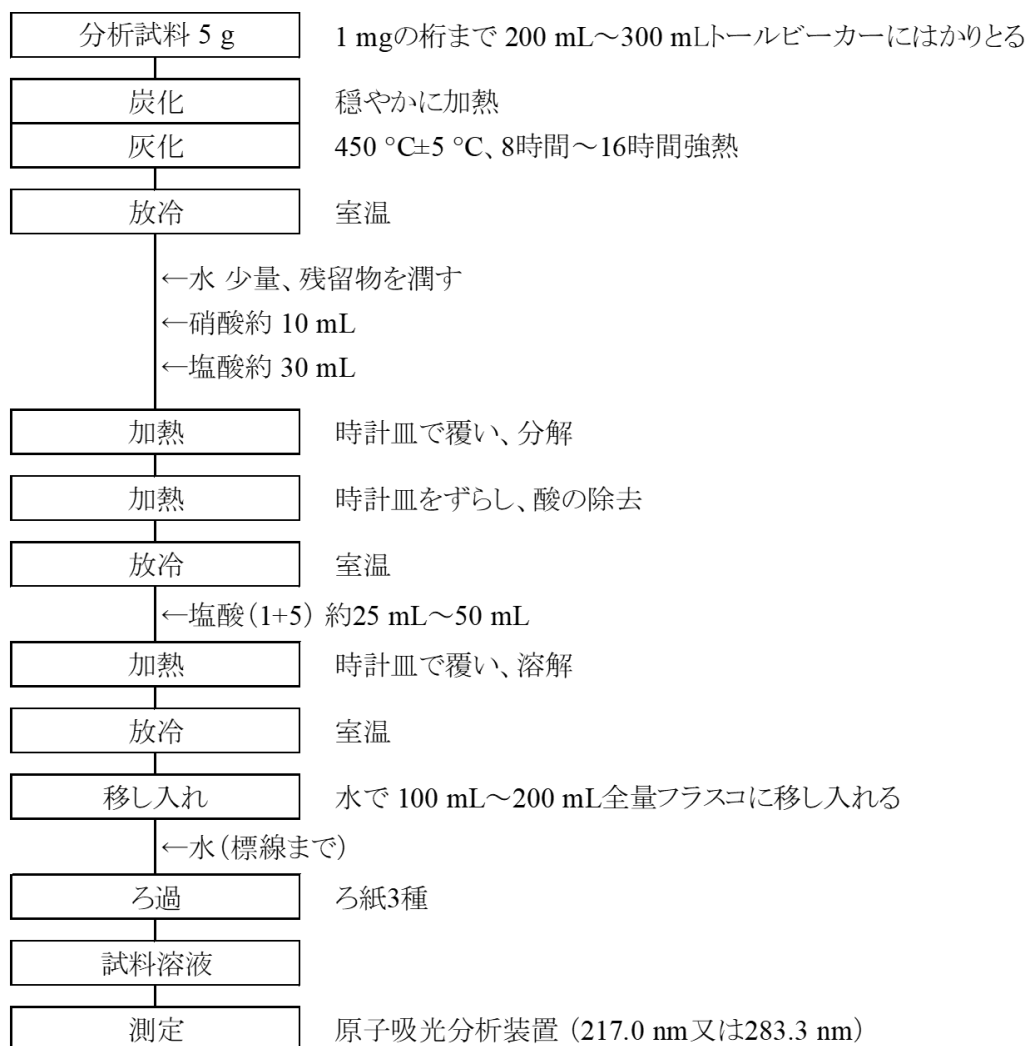 分析試料 5 g 1 mgの桁まで 200 mL～300 mLトールビーカーにはかりとる
炭化 穏やかに加熱
灰化 450 °C±5 °C、8時間～16時間強熱
放冷 室温
←水 少量、残留物を潤す
←硝酸約 10 mL
←塩酸約 30 mL
加熱 時計皿で覆い、分解
加熱 時計皿をずらし、酸の除去
放冷 室温
←塩酸（1+5） 約25 mL～50 mL
加熱 時計皿で覆い、溶解
放冷 室温
移し入れ 水で 100 mL～200 mL全量フラスコに移し入れる
←水（標線まで）
ろ過 ろ紙3種
試料溶液
測定 原子吸光分析装置 （217.0 nm又は283.3 nm）